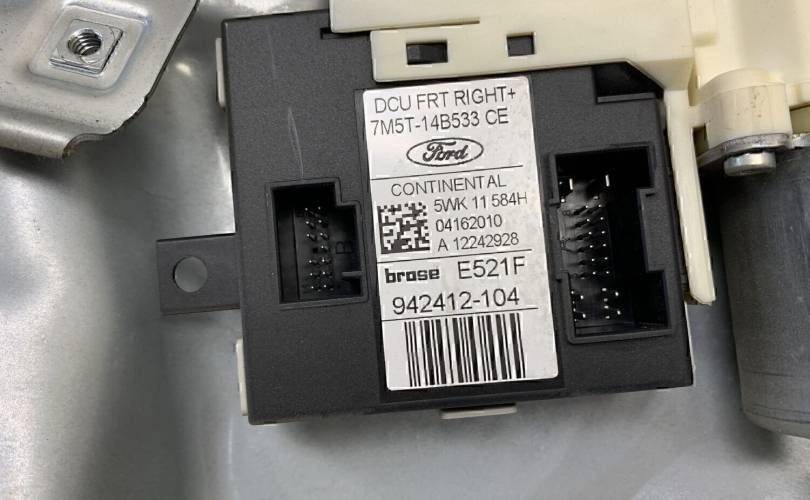 DCU FRT RIGHT+
7M5T-14B533 CE
Ford
CONTINENTAL
5WK 11 584H
04162010
A 12242928
brose E521F
942412-104
B